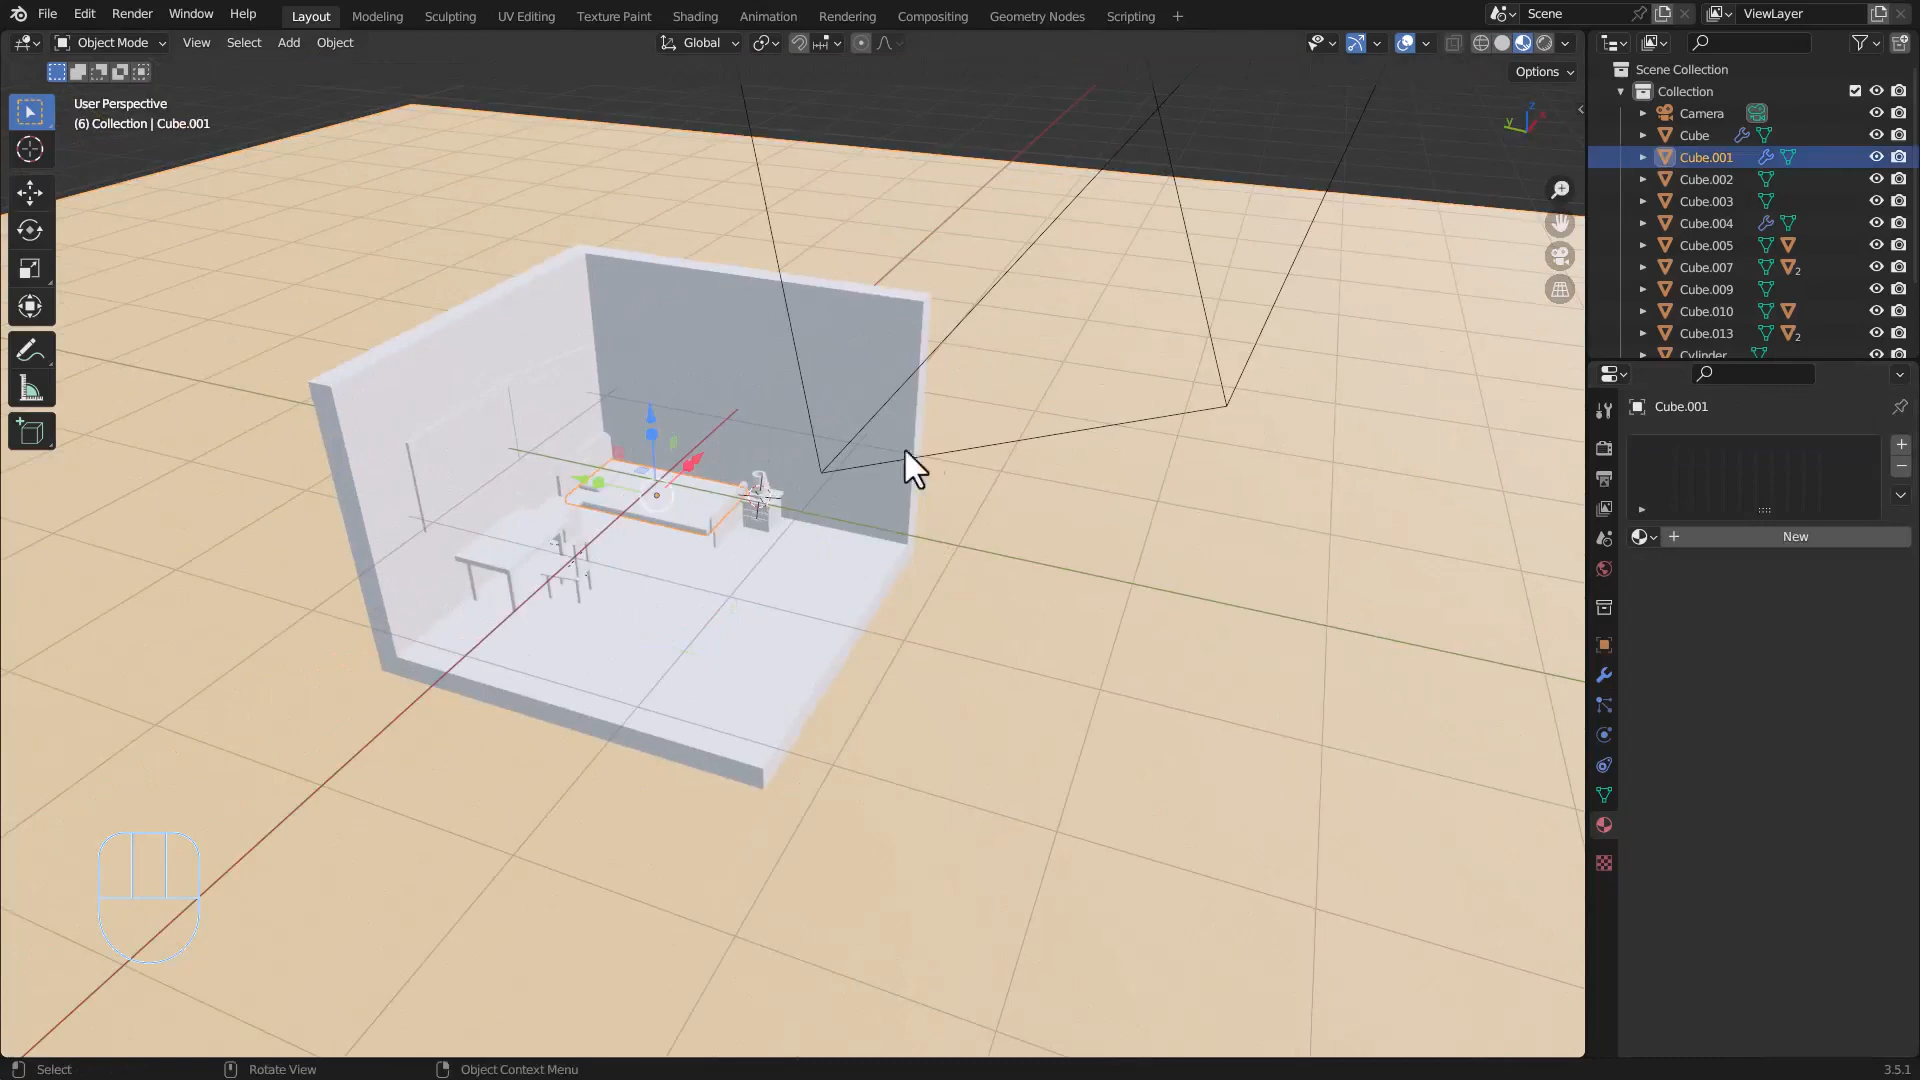 File Edit Render Window Help Layout Modeling Sculpting UV Editing Texture Paint Shading Animation Rendering Compositing Geometry Nodes Scripting + Scene ViewLayer
Object Mode View Select Add Object Global
Options
User Perspective
(6) Collection | Cube.001
Z
Y
X
Scene Collection
Collection
Camera
Cube
Cube.001
Cube.002
Cube.003
Cube.004
Cube.005
Cube.007 2
Cube.009
Cube.010
Cube.013 2
Cylinder
Cube.001
New
Select Rotate View Object Context Menu 3.5.1